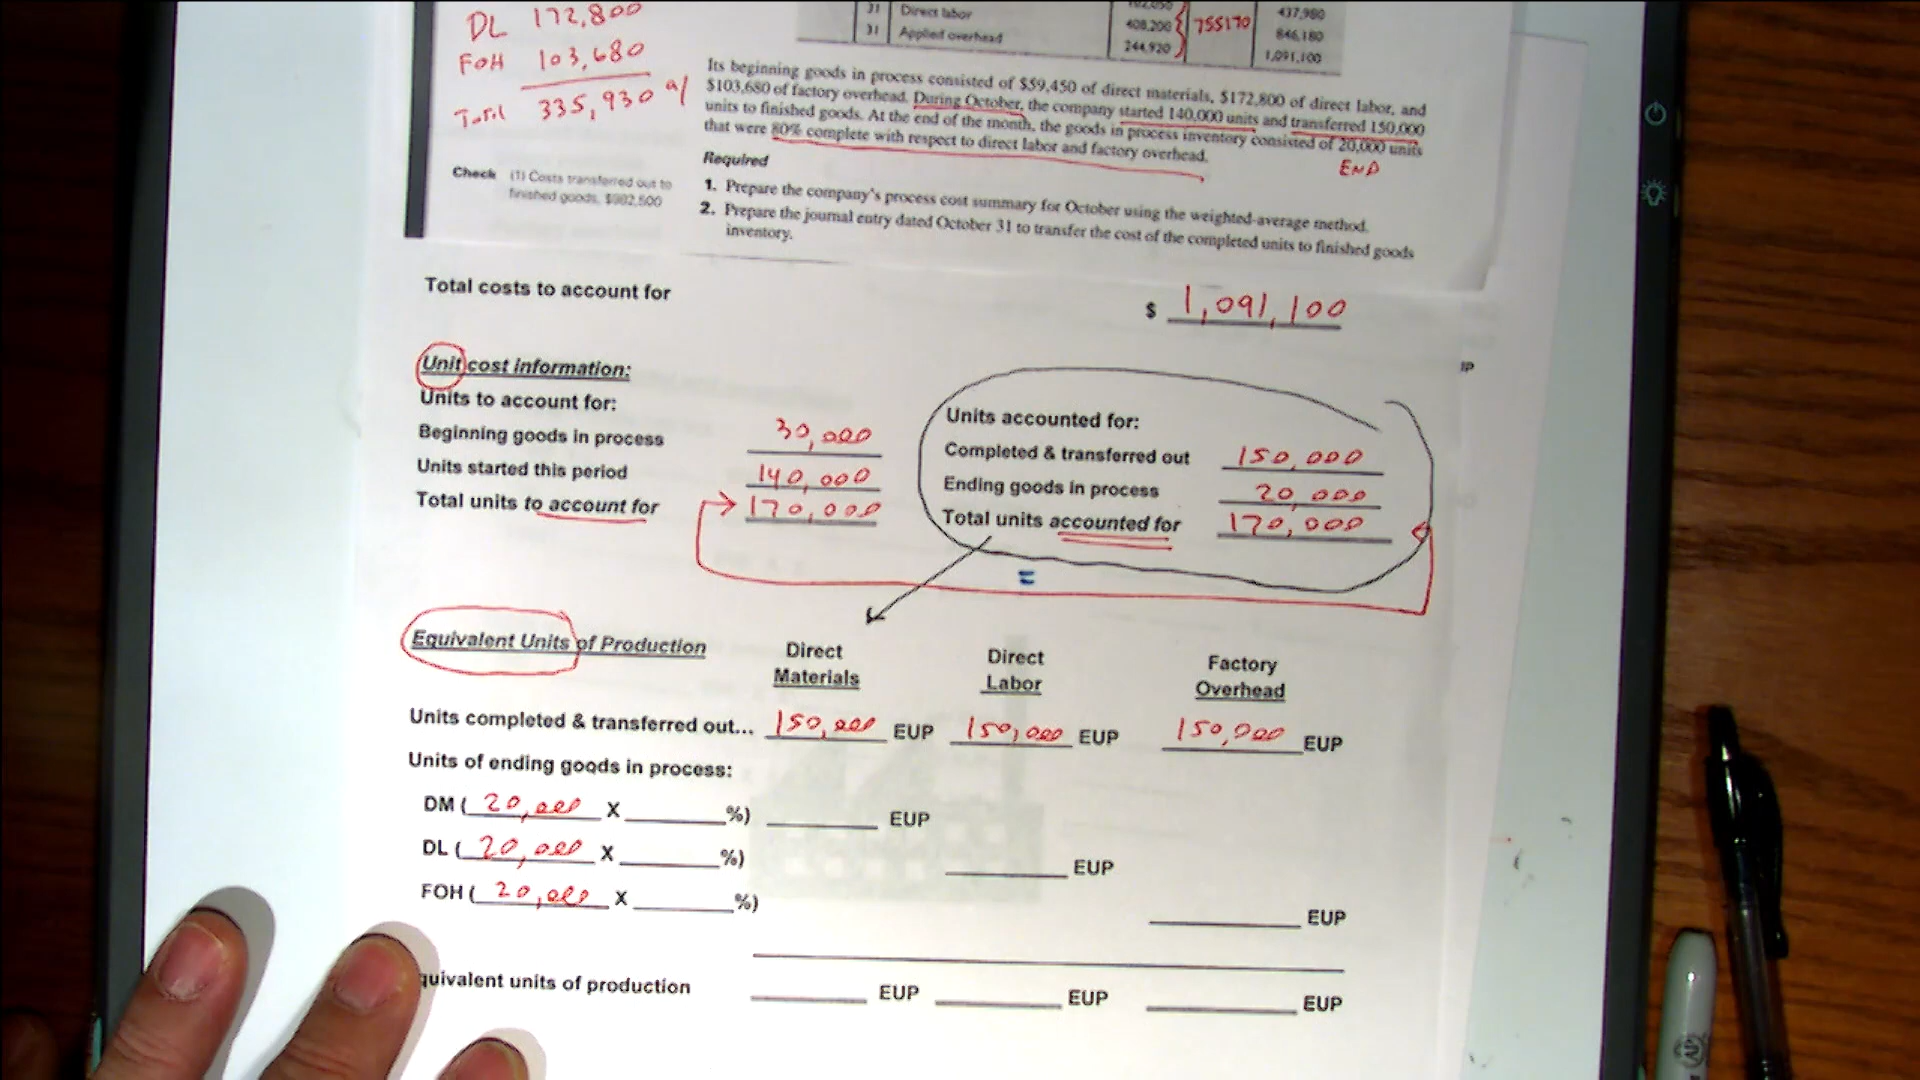 DL 172,800
FOH 103,680
Total 335,930 a/
31 Direct labor 408,200 437,980
31 Applied overhead 244,920 755170 846,180
1,091,100
Its beginning goods in process consisted of $59,450 of direct materials, $172,800 of direct labor, and
$103,680 of factory overhead. During October, the company started 140,000 units and transferred 150,000
units to finished goods. At the end of the month, the goods in process inventory consisted of 20,000 units
that were 80% complete with respect to direct labor and factory overhead.
END
Required
Check (1) Costs transferred out to
finished goods, $982,500
1. Prepare the company's process cost summary for October using the weighted-average method.
2. Prepare the journal entry dated October 31 to transfer the cost of the completed units to finished goods
inventory.
Total costs to account for $ 1,091,100
Unit cost information:
IP
Units to account for:
Beginning goods in process 30,000
Units started this period 140,000
Total units to account for 170,000
Units accounted for:
Completed & transferred out 150,000
Ending goods in process 20,000
Total units accounted for 170,000
=
Equivalent Units of Production
Direct
Materials
Direct
Labor
Factory
Overhead
Units completed & transferred out... 150,000 EUP 150,000 EUP 150,000 EUP
Units of ending goods in process:
DM ( 20,000 X ______%) ______ EUP
DL ( 20,000 X ______%) ______ EUP
FOH ( 20,000 X ______%) ______ EUP
quivalent units of production ______ EUP ______ EUP ______ EUP